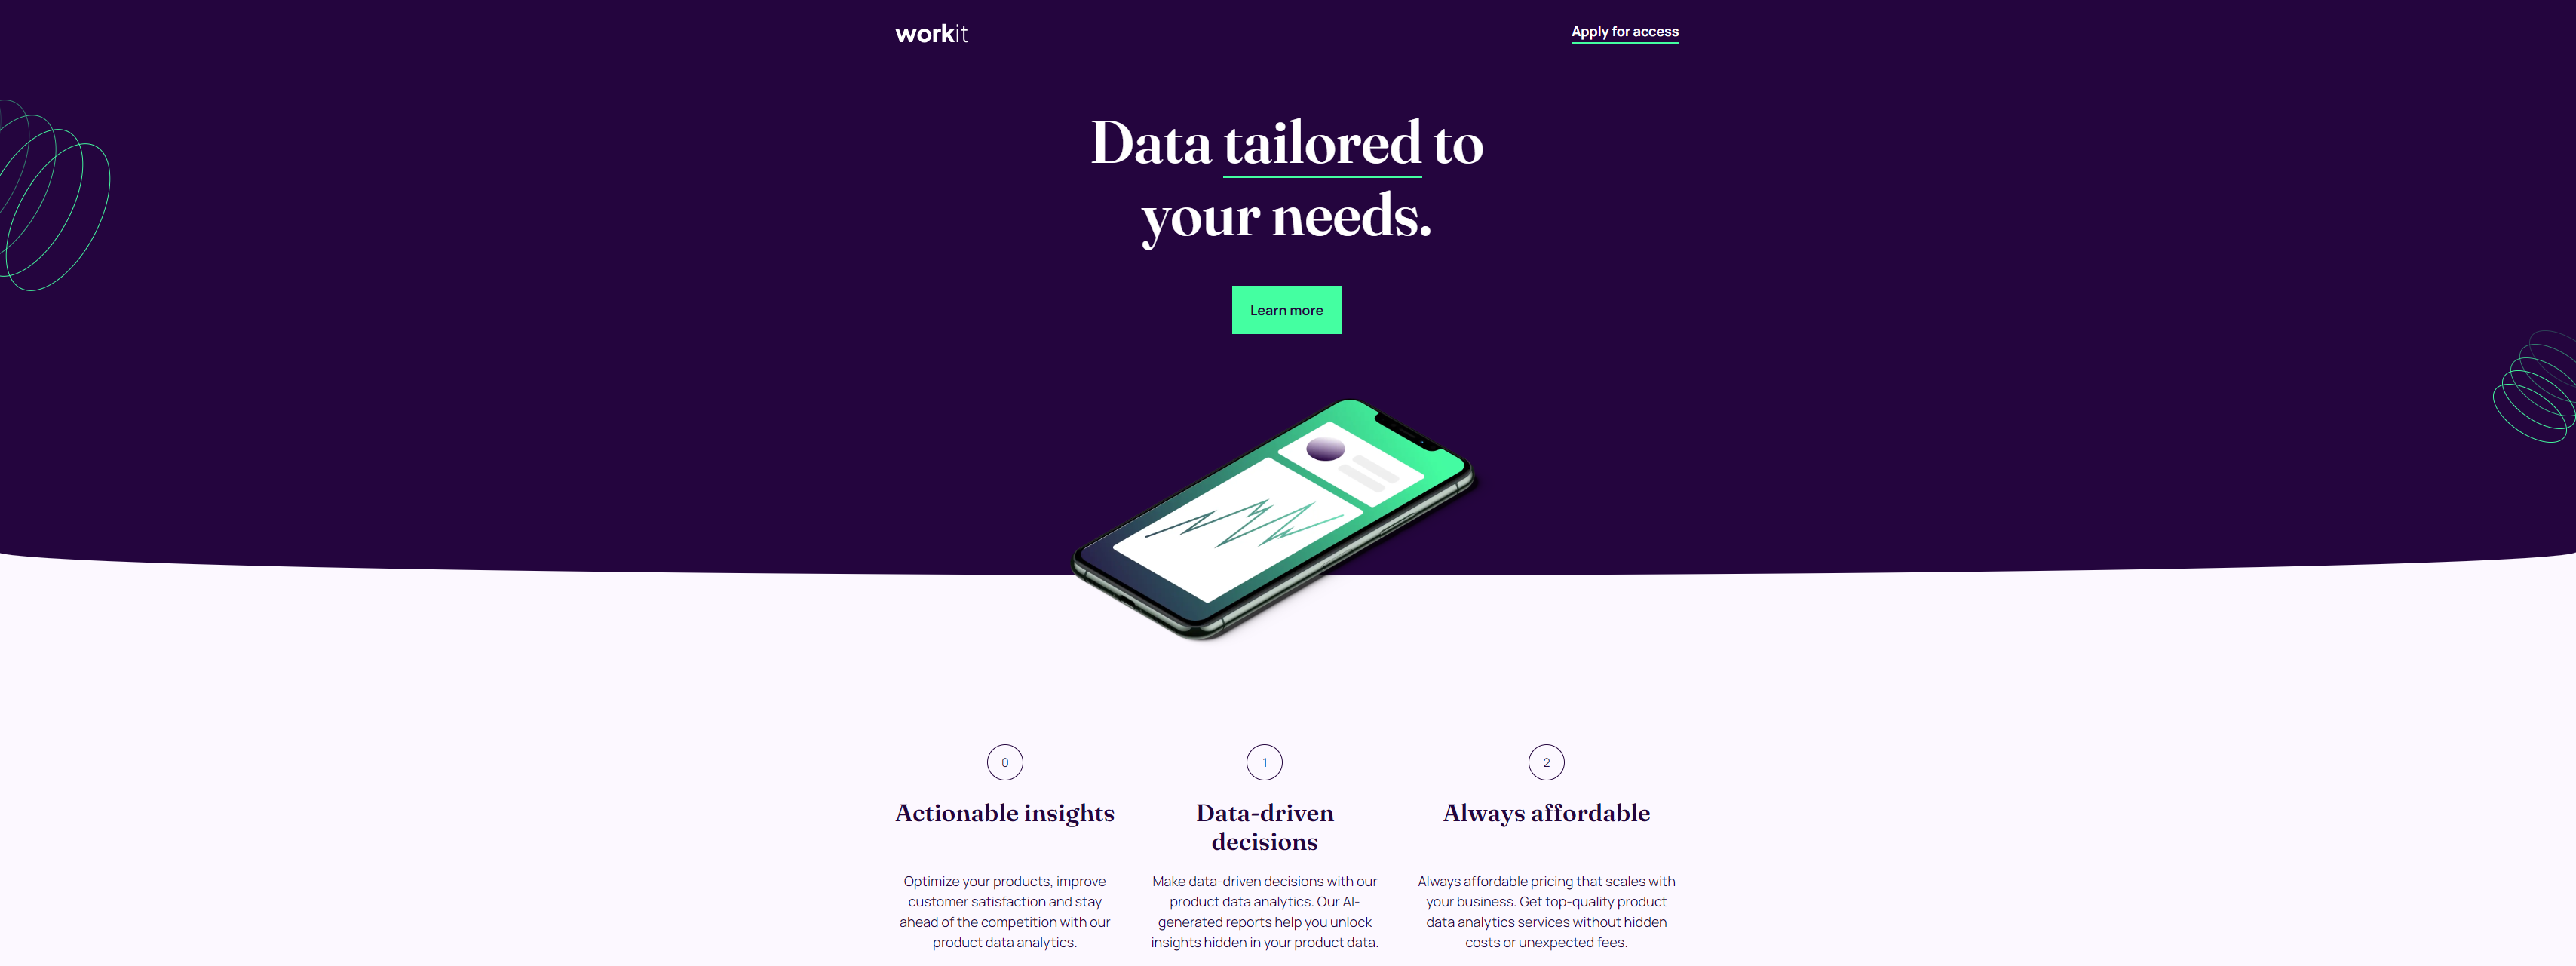 workit
Apply for access
Data tailored to
your needs.
Learn more
0
Actionable insights
Optimize your products, improve
customer satisfaction and stay
ahead of the competition with our
product data analytics.
1
Data-driven
decisions
Make data-driven decisions with our
product data analytics. Our AI-
generated reports help you unlock
insights hidden in your product data.
2
Always affordable
Always affordable pricing that scales with
your business. Get top-quality product
data analytics services without hidden
costs or unexpected fees.